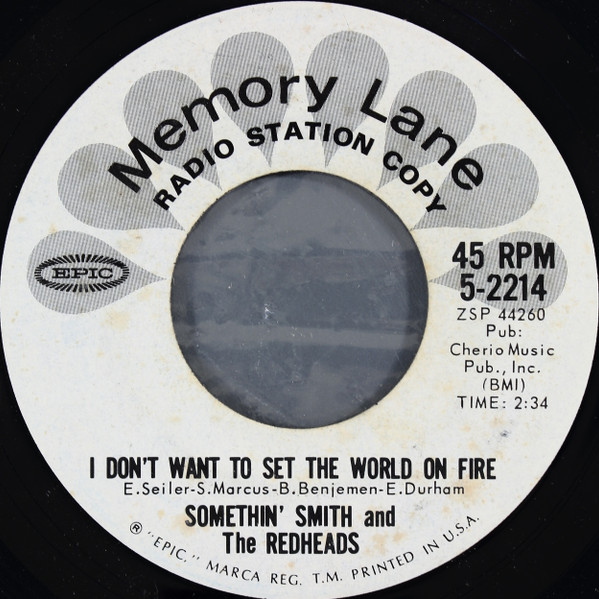 Memory Lane
RADIO STATION COPY
EPIC
45 RPM
5-2214
ZSP 44260
Pub:
Cherio Music
Pub., Inc.
(BMI)
TIME: 2:34
I DON'T WANT TO SET THE WORLD ON FIRE
E.Seiler-S.Marcus-B.Benjemen-E.Durham
SOMETHIN' SMITH and
The REDHEADS
® "EPIC," MARCA REG. T.M. PRINTED IN U.S.A.